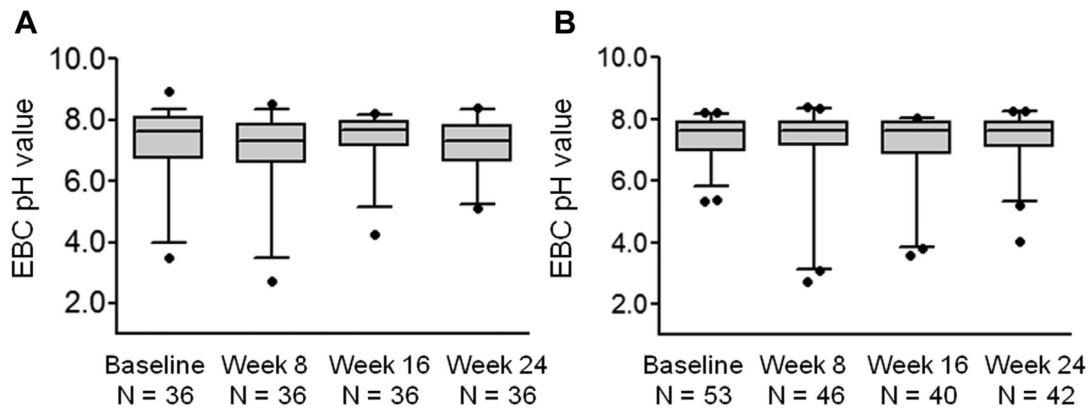 A
EBC pH value
10.0
8.0
6.0
4.0
2.0
Baseline Week 8 Week 16 Week 24
N = 36 N = 36 N = 36 N = 36
B
EBC pH value
10.0
8.0
6.0
4.0
2.0
Baseline Week 8 Week 16 Week 24
N = 53 N = 46 N = 40 N = 42